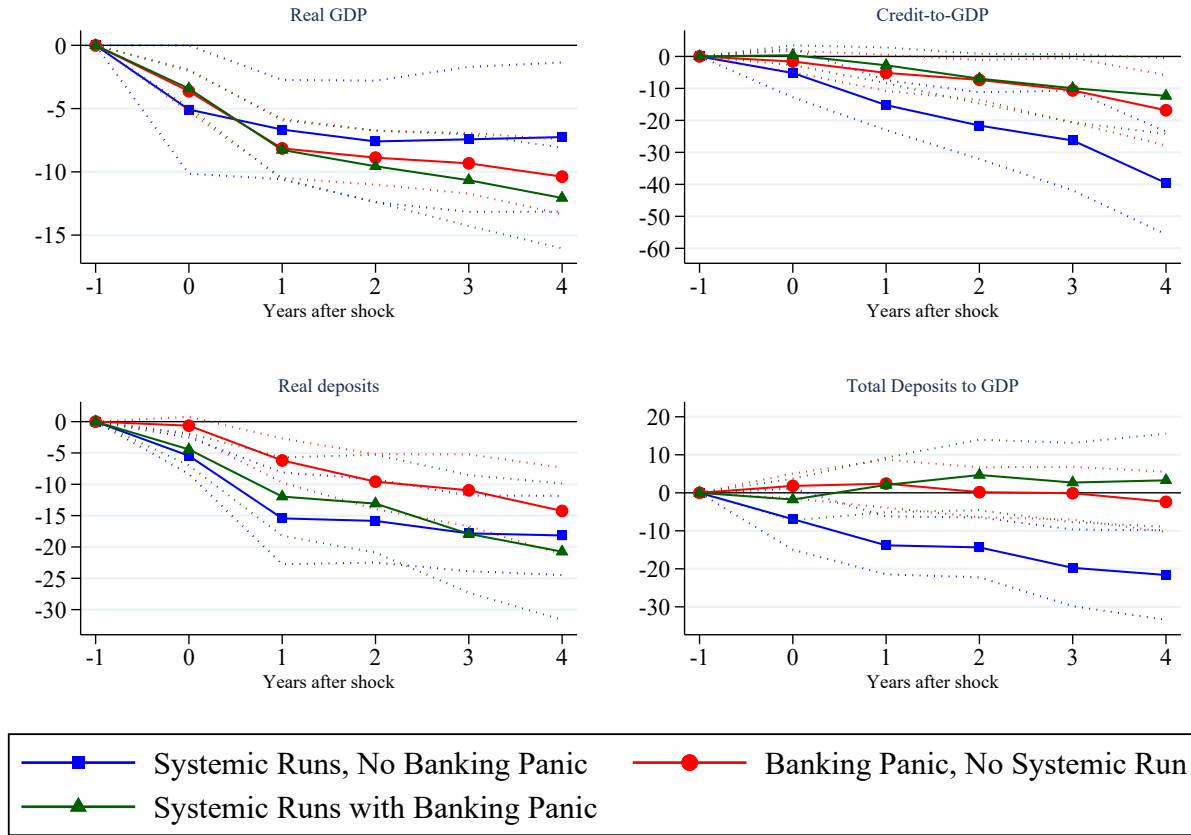 Real GDP
0
-5
-10
-15
-1 0 1 2 3 4
Years after shock
Credit-to-GDP
0
-10
-20
-30
-40
-50
-60
-1 0 1 2 3 4
Years after shock
Real deposits
0
-5
-10
-15
-20
-25
-30
-1 0 1 2 3 4
Years after shock
Total Deposits to GDP
20
10
0
-10
-20
-30
-1 0 1 2 3 4
Years after shock
Systemic Runs, No Banking Panic
Banking Panic, No Systemic Run
Systemic Runs with Banking Panic